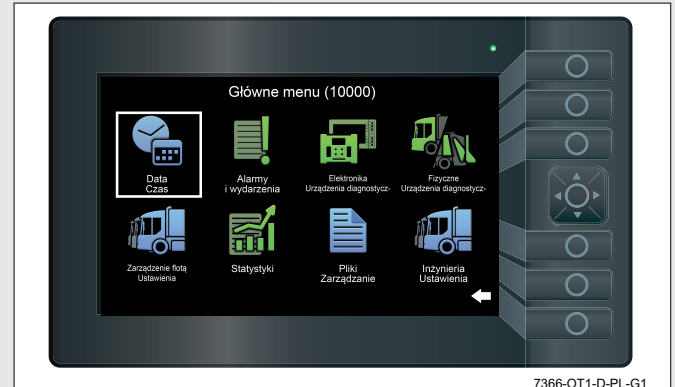 Główne menu (10000)
Data
Czas
Alarmy
i wydarzenia
Elektronika
Urządzenia diagnostycz-
Fizyczne
Urządzenia diagnostycz-
Zarządzenie flotą
Ustawienia
Statystyki
Pliki
Zarządzanie
Inżynieria
Ustawienia
7366-OT1-D-PL-G1